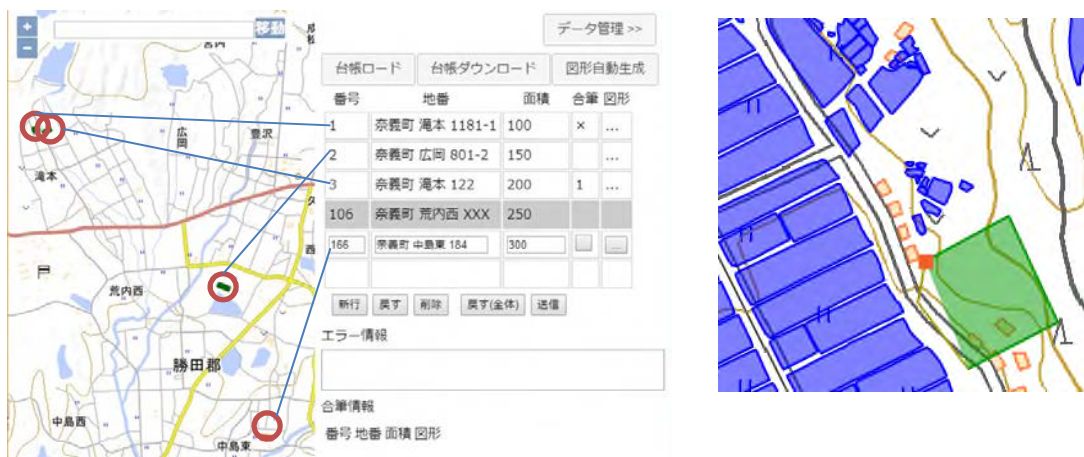 +
-
移動
宮内
広岡
豊沢
滝本
荒内西
勝田郡
中島西
中島東
データ管理 >>
台帳ロード 台帳ダウンロード 図形自動生成
番号 地番 面積 合筆 図形
1 奈義町 滝本 1181-1 100 × ...
2 奈義町 広岡 801-2 150 ...
3 奈義町 滝本 122 200 1 ...
106 奈義町 荒内西 XXX 250
166 奈義町 中島東 184 300 ...
新行 戻す 削除 戻す(全体) 送信
エラー情報
合筆情報
番号 地番 面積 図形